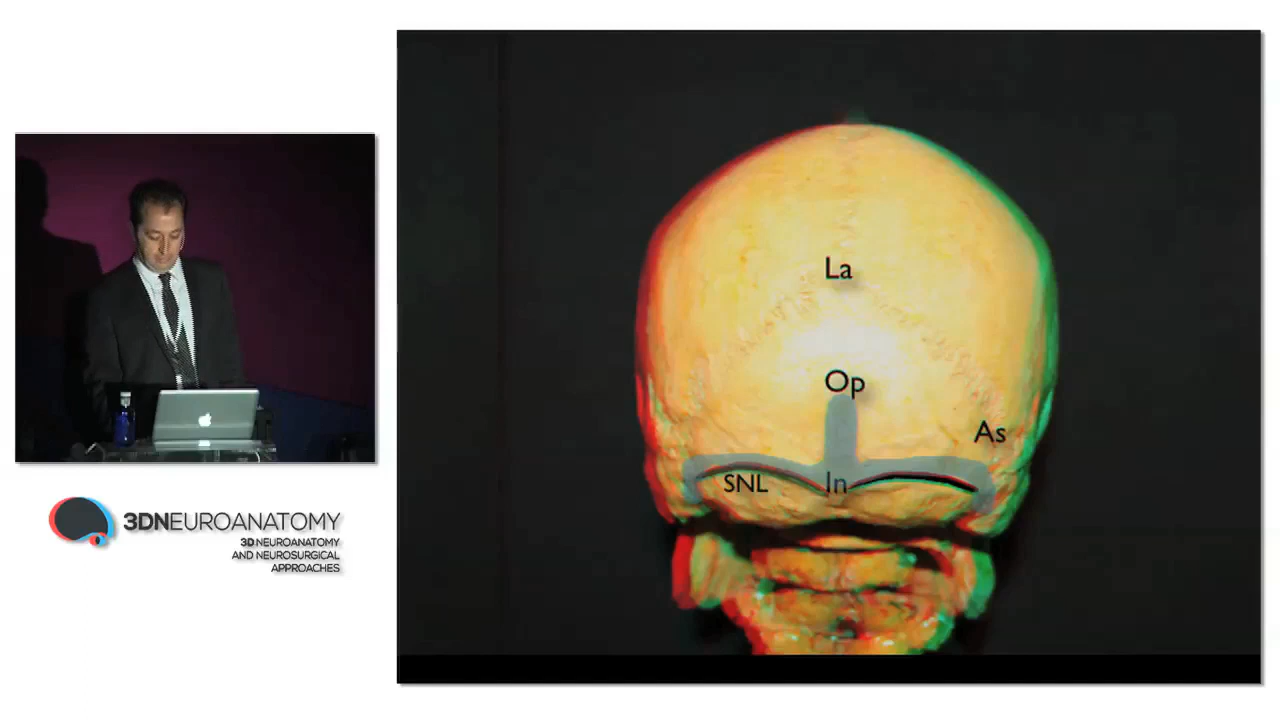 La
Op
As
SNL
In
3DNEUROANATOMY
3D NEUROANATOMY
AND NEUROSURGICAL
APPROACHES